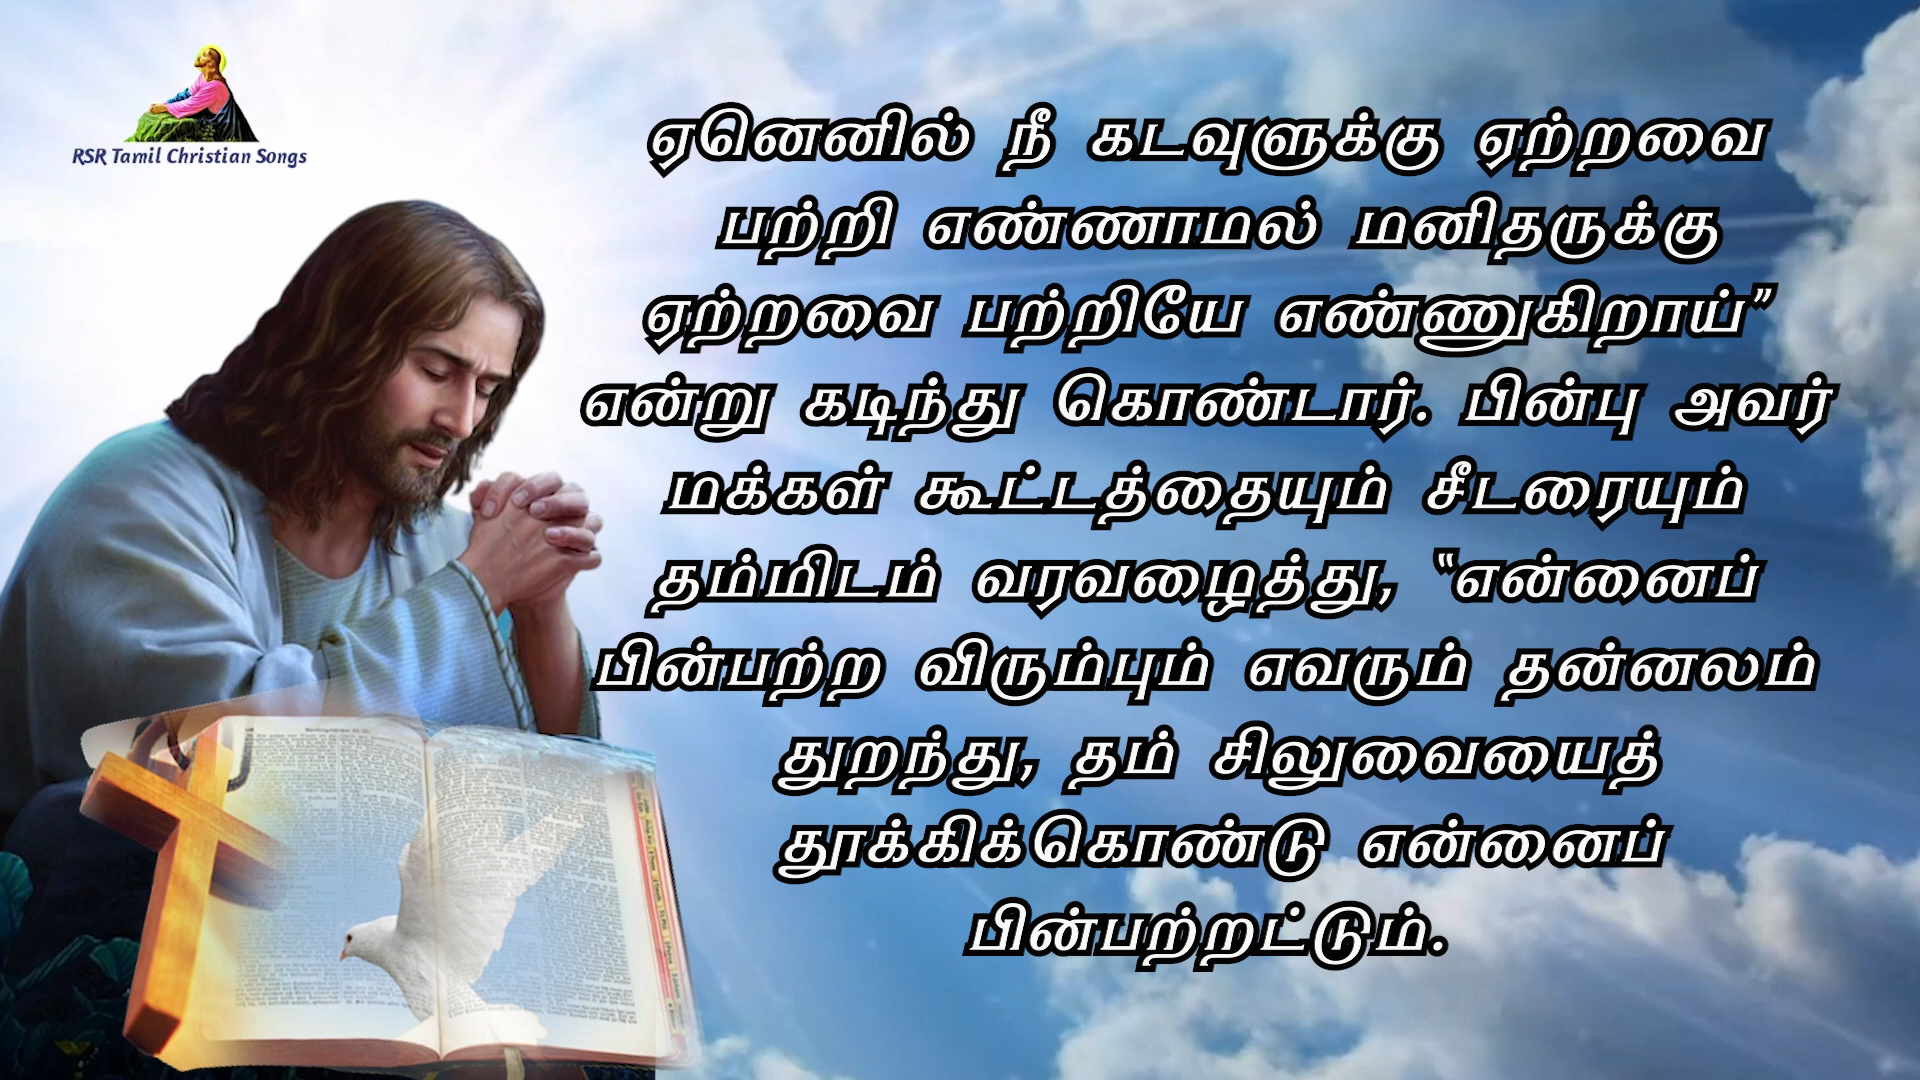 RSR Tamil Christian Songs
ஏனெனில் நீ கடவுளுக்கு ஏற்றவை
பற்றி எண்ணாமல் மனிதருக்கு
ஏற்றவை பற்றியே எண்ணுகிறாய்”
என்று கடிந்து கொண்டார். பின்பு அவர்
மக்கள் கூட்டத்தையும் சீடரையும்
தம்மிடம் வரவழைத்து, “என்னைப்
பின்பற்ற விரும்பும் எவரும் தன்னலம்
துறந்து, தம் சிலுவையைத்
தூக்கிக்கொண்டு என்னைப்
பின்பற்றட்டும்.